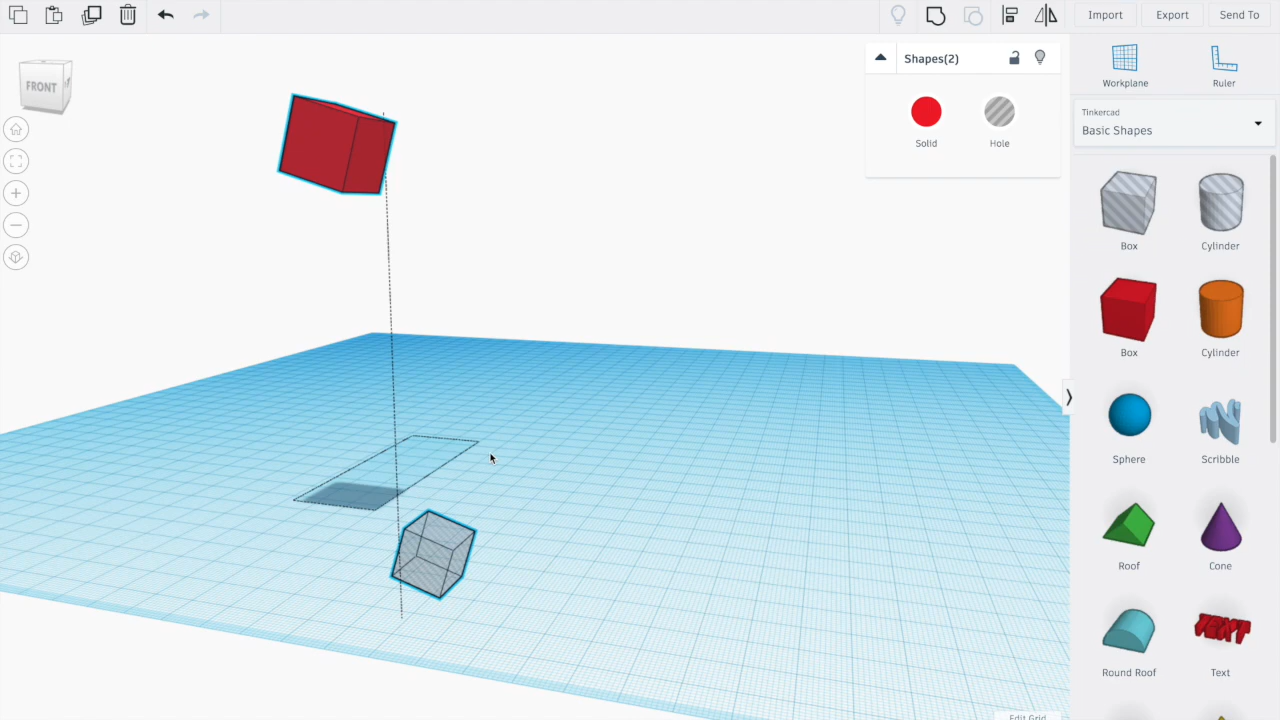 Import
Export
Send To
FRONT
Shapes(2)
Solid
Hole
Workplane
Ruler
Tinkercad
Basic Shapes
Box
Cylinder
Box
Cylinder
Sphere
Scribble
Roof
Cone
TEXT
Round Roof
Text
Edit Grid